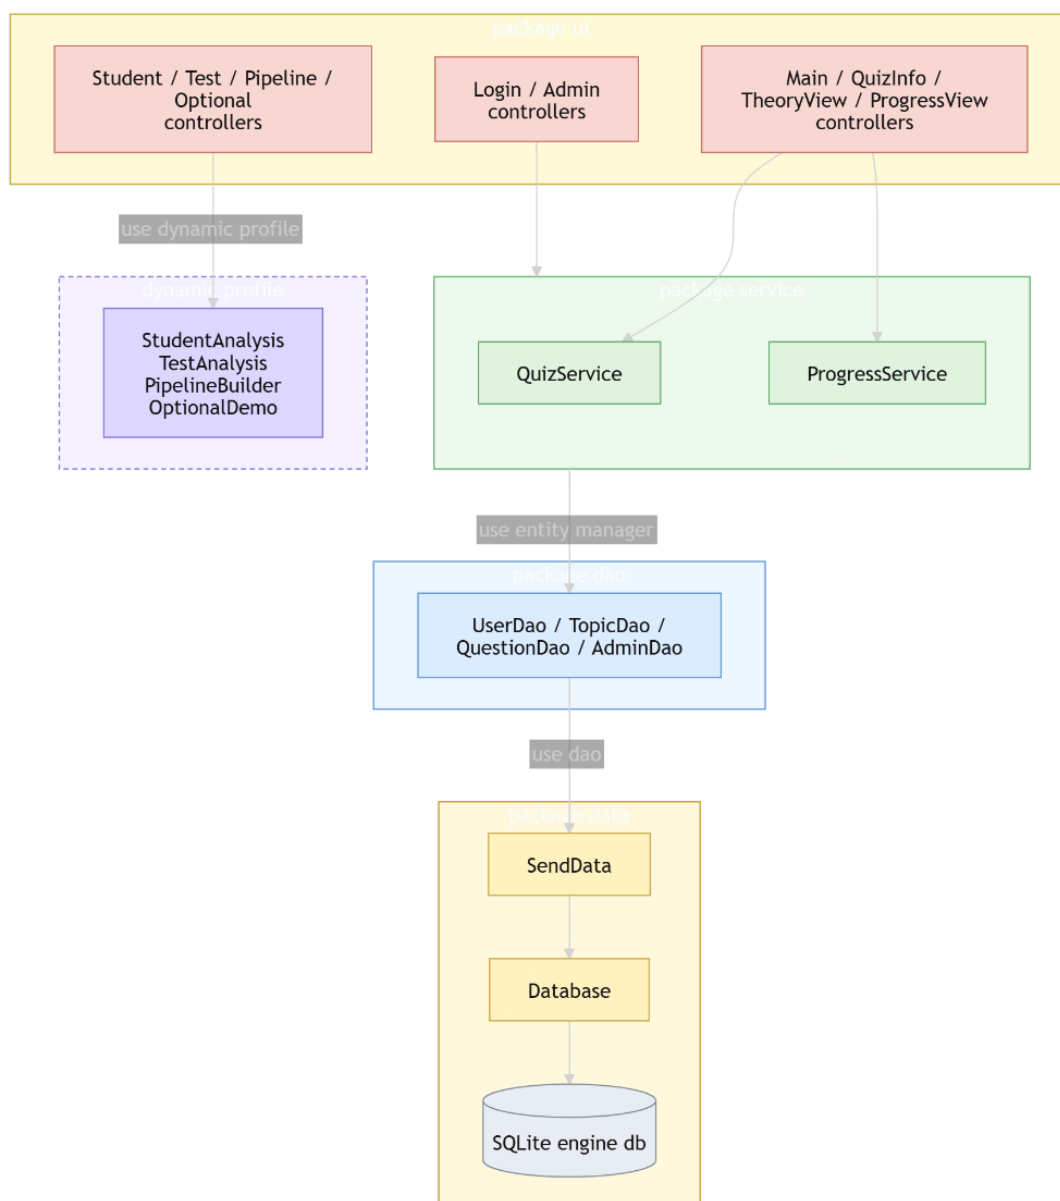 package ui
Student / Test / Pipeline /
Optional
controllers
Login / Admin
controllers
Main / QuizInfo /
TheoryView / ProgressView
controllers
use dynamic profile
dynamic profile
StudentAnalysis
TestAnalysis
PipelineBuilder
OptionalDemo
package service
QuizService
ProgressService
use entity manager
package dao
UserDao / TopicDao /
QuestionDao / AdminDao
use dao
package data
SendData
Database
SQLite engine db